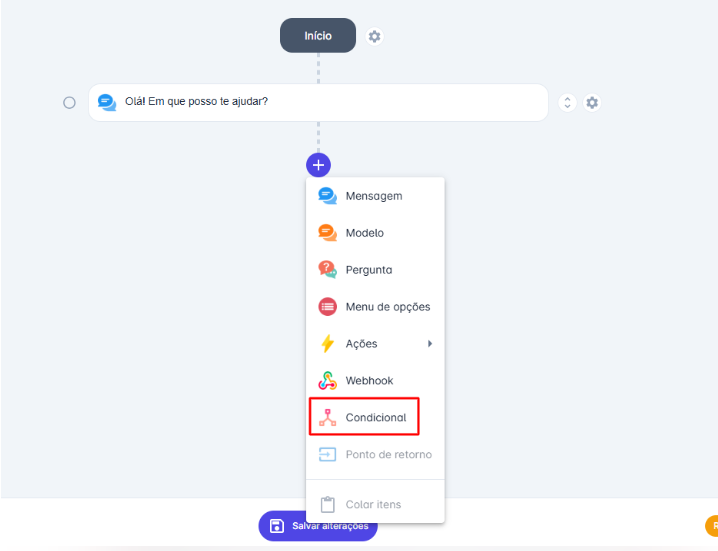 Início
Olá! Em que posso te ajudar?
Mensagem
Modelo
Pergunta
Menu de opções
Ações
Webhook
Condicional
Ponto de retorno
Colar itens
Salvar alterações
R